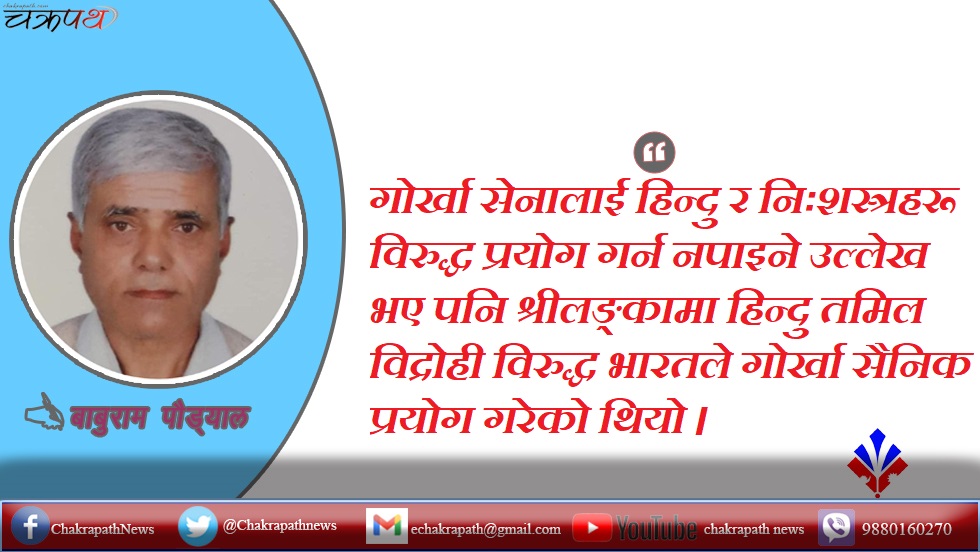 chakrapath.com
चक्रपथ
“
गोर्खा सेनालाई हिन्दु र निःशस्त्रहरू
विरुद्ध प्रयोग गर्न नपाइने उल्लेख
भए पनि श्रीलङ्कामा हिन्दु तमिल
विद्रोही विरुद्ध भारतले गोर्खा सैनिक
प्रयोग गरेको थियो ।
बाबुराम पौड्याल
ChakrapathNews
@Chakrapathnews
echakrapath@gmail.com
YouTube chakrapath news
9880160270